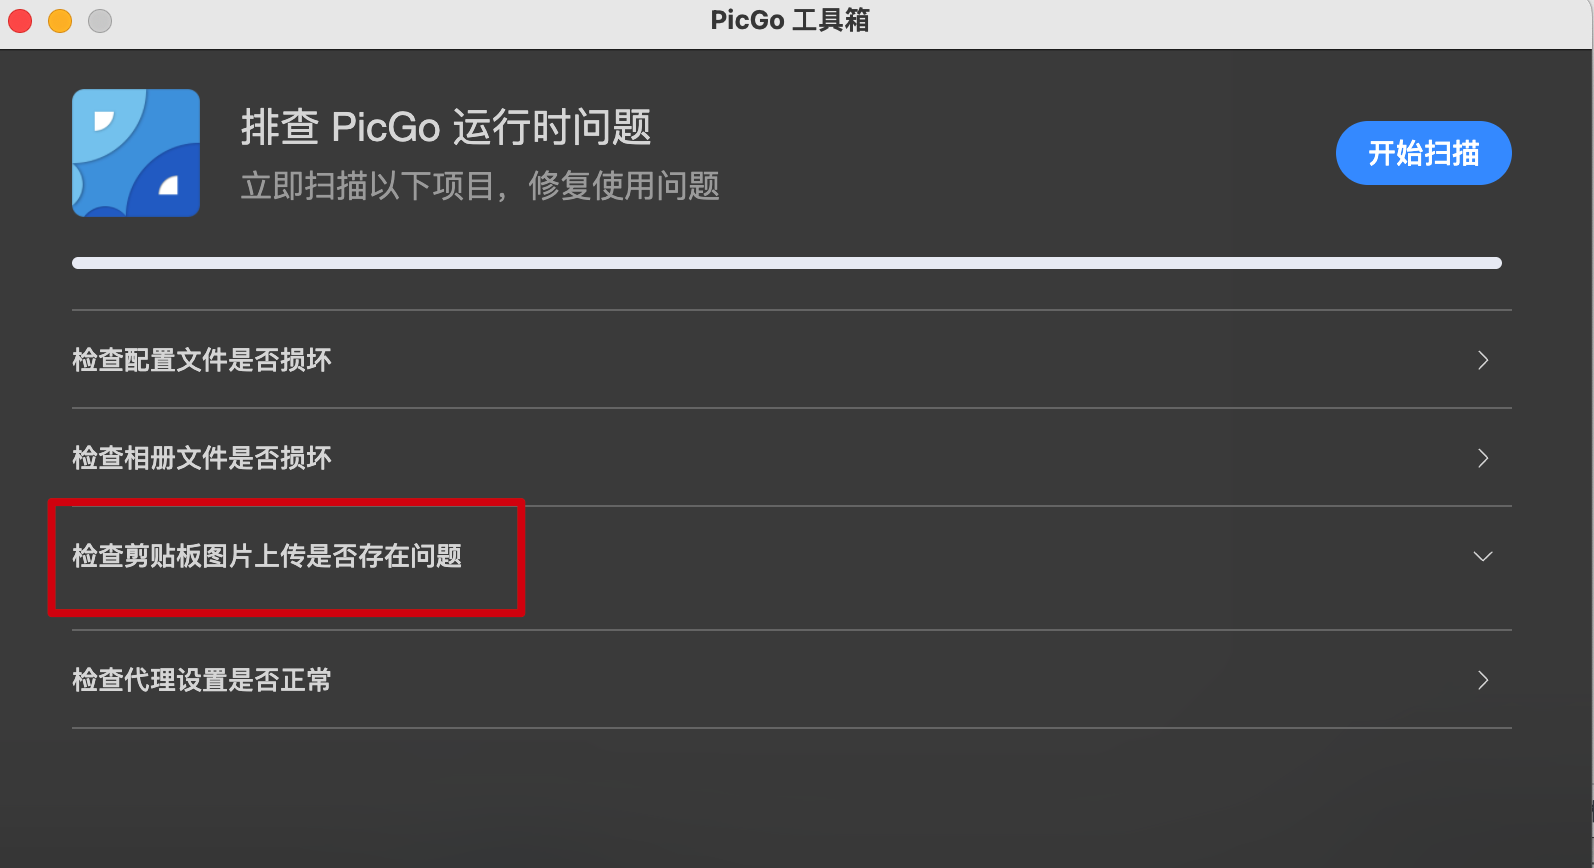 PicGo 工具箱
排查 PicGo 运行时问题
立即扫描以下项目，修复使用问题
开始扫描
检查配置文件是否损坏
检查相册文件是否损坏
检查剪贴板图片上传是否存在问题
检查代理设置是否正常